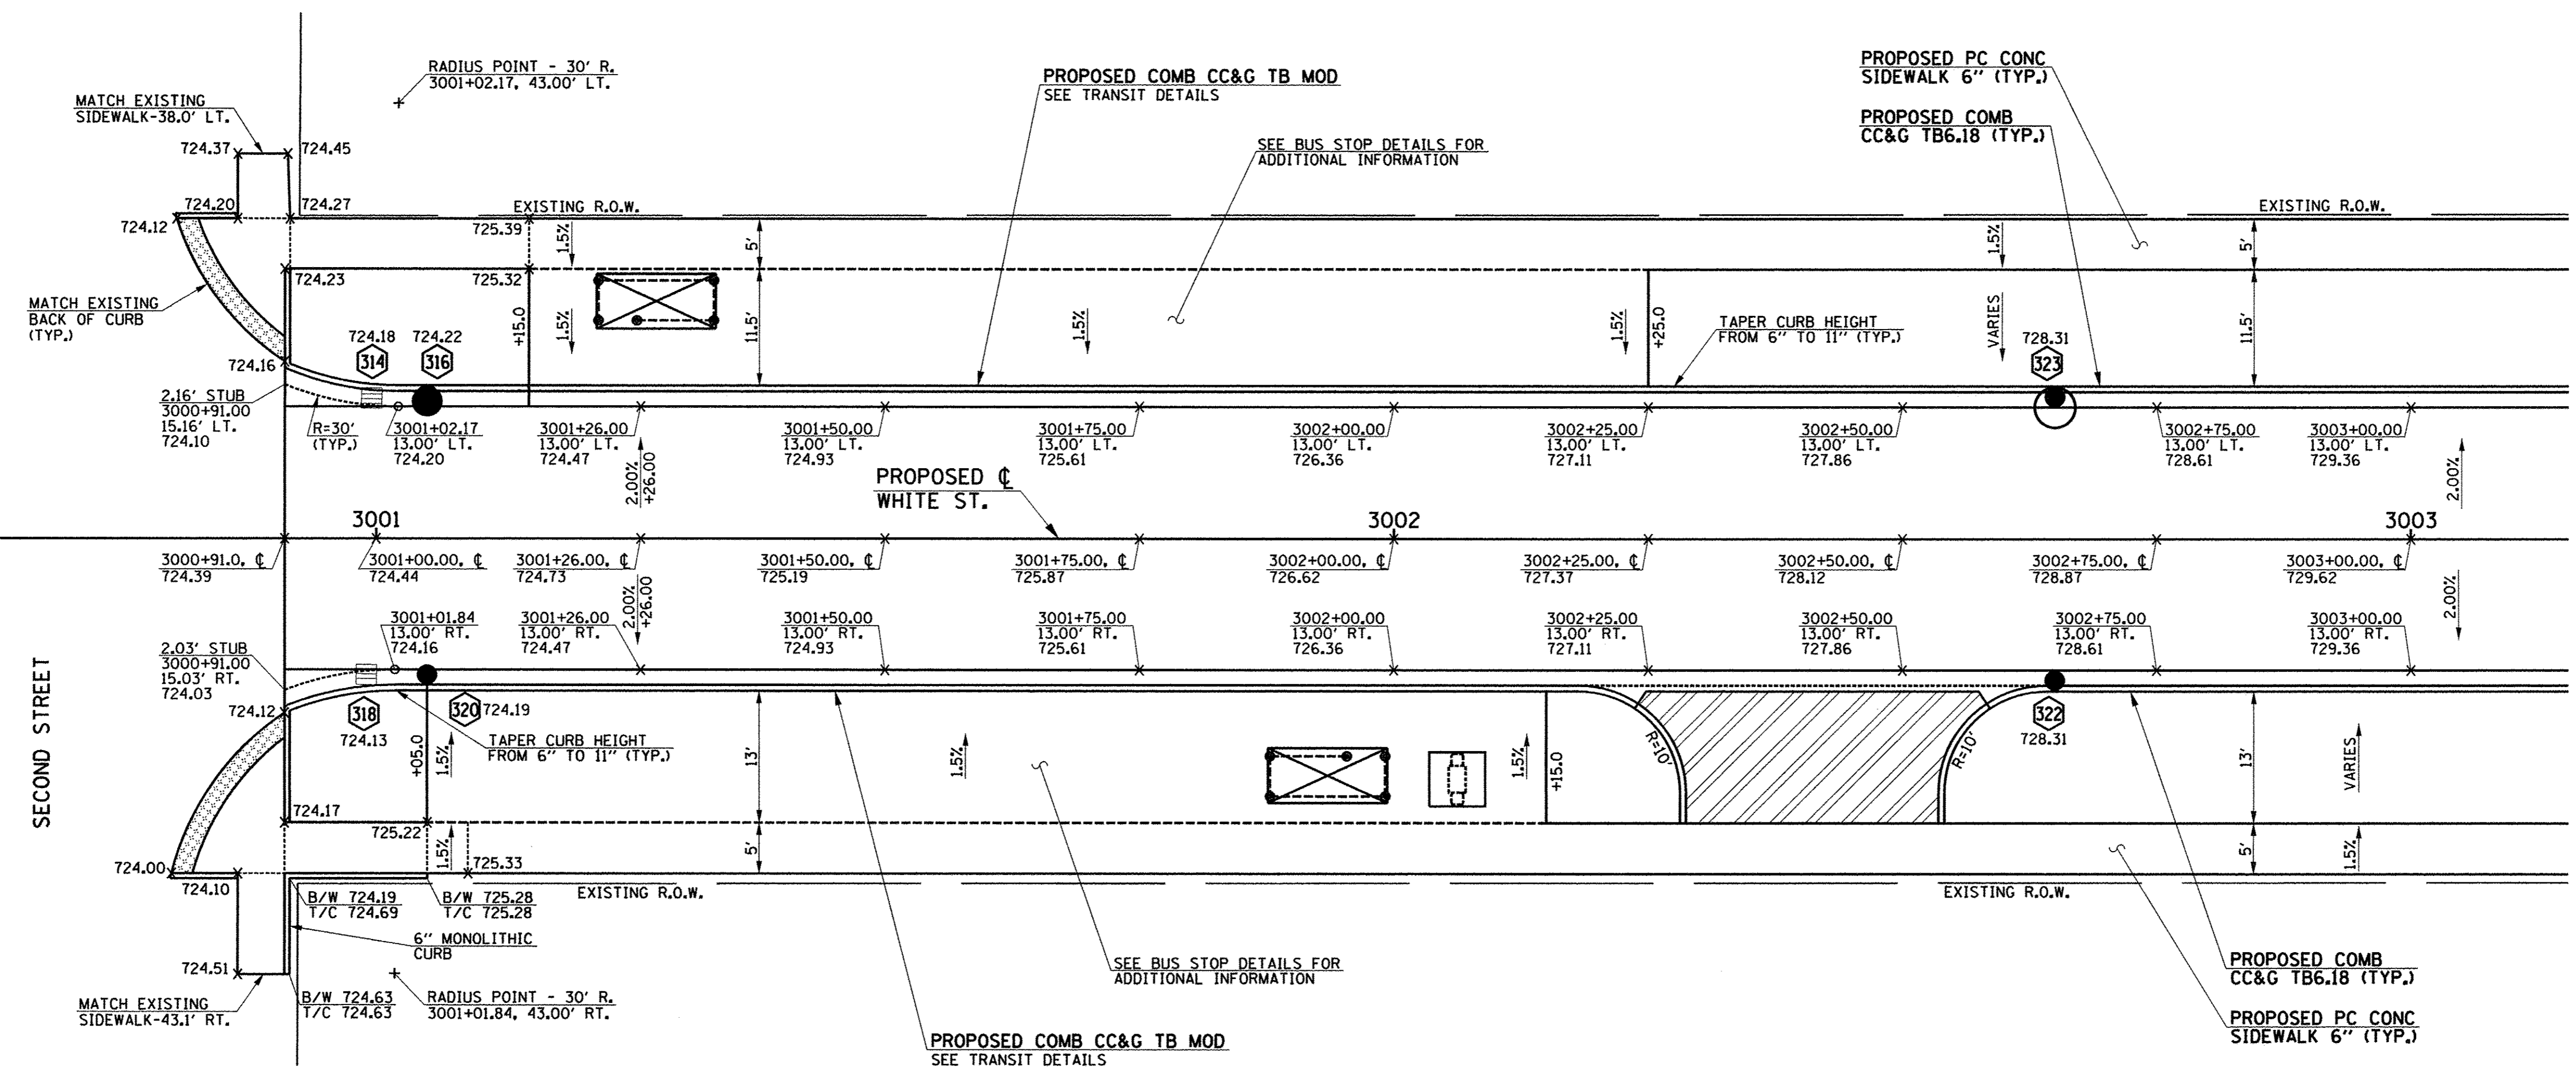 RADIUS POINT - 30' R.
3001+02.17, 43.00' LT.
PROPOSED COMB CC&G TB MOD
SEE TRANSIT DETAILS
PROPOSED PC CONC
SIDEWALK 6" (TYP.)
MATCH EXISTING
SIDEWALK-38.0' LT.
PROPOSED COMB
CC&G TB6.18 (TYP.)
SEE BUS STOP DETAILS FOR
ADDITIONAL INFORMATION
724.37
724.45
724.20
724.27
EXISTING R.O.W.
EXISTING R.O.W.
724.12
725.39
1.5%
5'
1.5%
5'
724.23
725.32
MATCH EXISTING
BACK OF CURB
(TYP.)
+15.0
1.5%
11.5'
1.5%
1.5%
+25.0
TAPER CURB HEIGHT
FROM 6" TO 11" (TYP.)
VARIES
11.5'
724.18
724.22
314
316
728.31
323
724.16
2.16' STUB
3000+91.00
15.16' LT.
724.10
R=30'
(TYP.)
3001+02.17
13.00' LT.
724.20
3001+26.00
13.00' LT.
724.47
3001+50.00
13.00' LT.
724.93
3001+75.00
13.00' LT.
725.61
3002+00.00
13.00' LT.
726.36
3002+25.00
13.00' LT.
727.11
3002+50.00
13.00' LT.
727.86
3002+75.00
13.00' LT.
728.61
3003+00.00
13.00' LT.
729.36
2.00%
+26.00
2.00%
PROPOSED ℄
WHITE ST.
3001
3002
3003
3000+91.0, ℄
724.39
3001+00.00, ℄
724.44
3001+26.00, ℄
724.73
3001+50.00, ℄
725.19
3001+75.00, ℄
725.87
3002+00.00, ℄
726.62
3002+25.00, ℄
727.37
3002+50.00, ℄
728.12
3002+75.00, ℄
728.87
3003+00.00, ℄
729.62
2.00%
+26.00
2.00%
3001+01.84
13.00' RT.
724.16
3001+26.00
13.00' RT.
724.47
3001+50.00
13.00' RT.
724.93
3001+75.00
13.00' RT.
725.61
3002+00.00
13.00' RT.
726.36
3002+25.00
13.00' RT.
727.11
3002+50.00
13.00' RT.
727.86
3002+75.00
13.00' RT.
728.61
3003+00.00
13.00' RT.
729.36
2.03' STUB
3000+91.00
15.03' RT.
724.03
SECOND STREET
724.12
318
724.13
320
724.19
322
728.31
TAPER CURB HEIGHT
FROM 6" TO 11" (TYP.)
+05.0
1.5%
13'
1.5%
1.5%
+15.0
R=10'
R=10'
13'
VARIES
724.17
725.22
1.5%
5'
5'
1.5%
724.00
725.33
724.10
B/W 724.19
T/C 724.69
B/W 725.28
T/C 725.28
EXISTING R.O.W.
EXISTING R.O.W.
6" MONOLITHIC
CURB
724.51
SEE BUS STOP DETAILS FOR
ADDITIONAL INFORMATION
PROPOSED COMB
CC&G TB6.18 (TYP.)
MATCH EXISTING
SIDEWALK-43.1' RT.
B/W 724.63
T/C 724.63
RADIUS POINT - 30' R.
3001+01.84, 43.00' RT.
PROPOSED PC CONC
SIDEWALK 6" (TYP.)
PROPOSED COMB CC&G TB MOD
SEE TRANSIT DETAILS